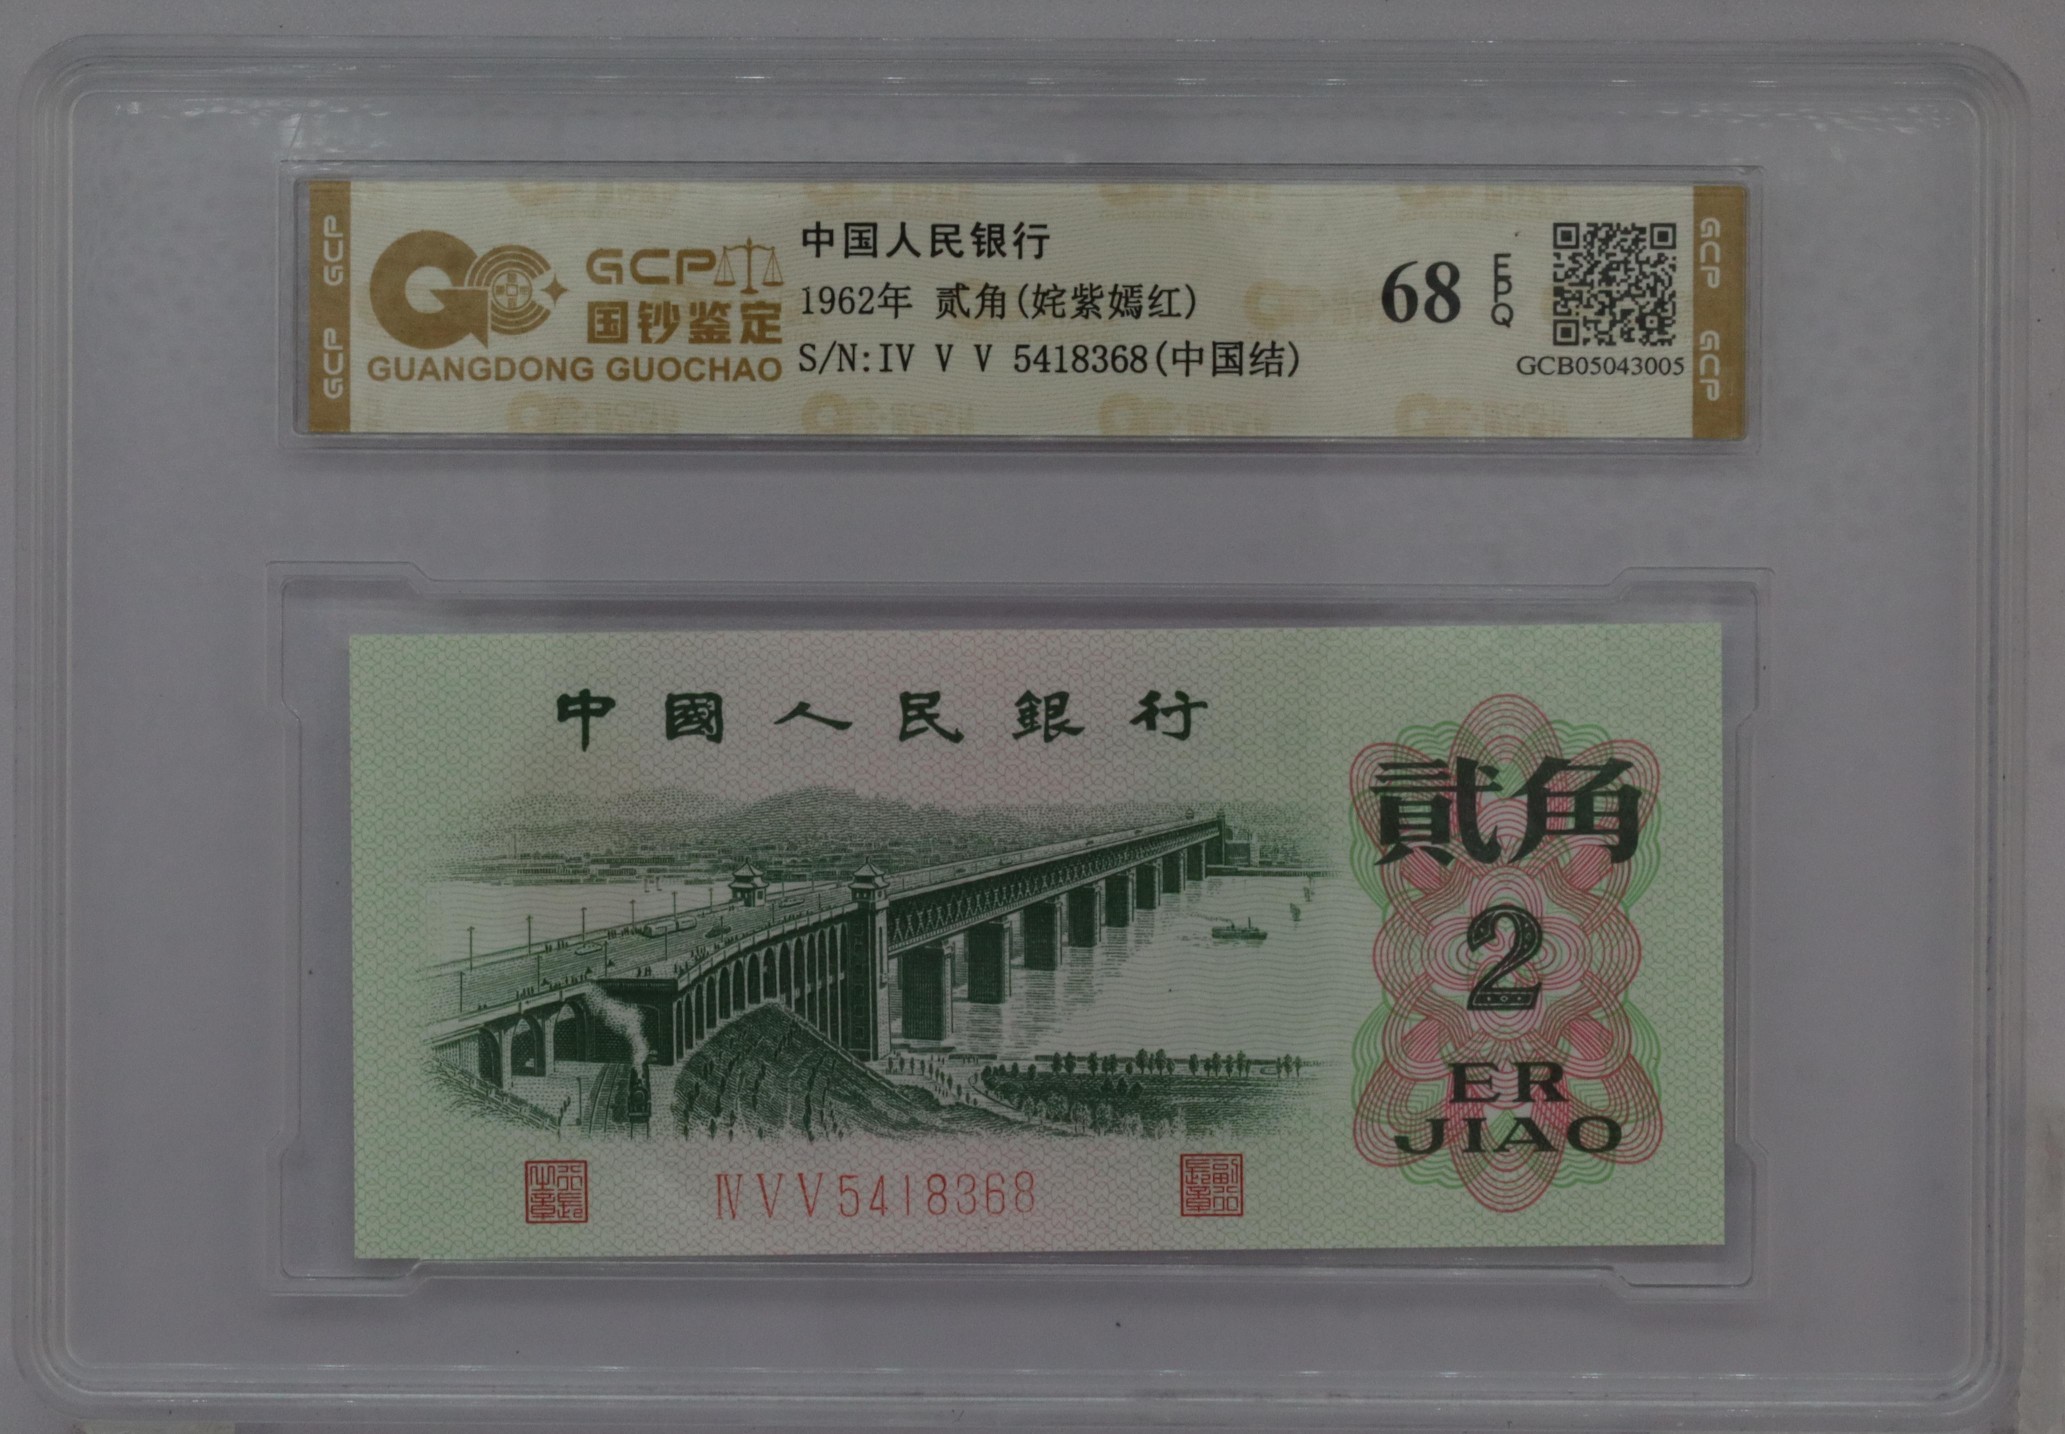 GCP
GCP
GCP
国钞鉴定
GUANGDONG GUOCHAO
中国人民银行
1962年 贰角(姹紫嫣红)
S/N:IV V V 5418368(中国结)
68
EPQ
GCB05043005
GCP
GCP
中國人民銀行
貳角
2
ER
JIAO
ⅣVV5418368